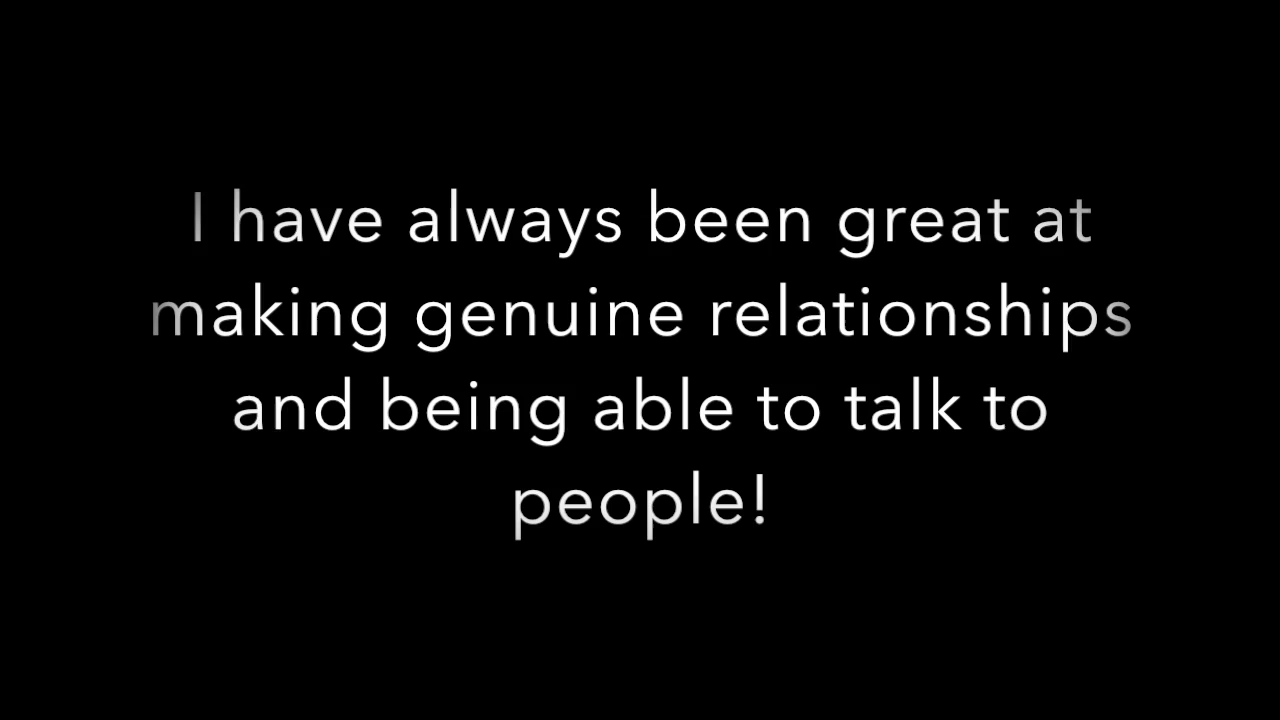 I have always been great at
making genuine relationships
and being able to talk to
people!